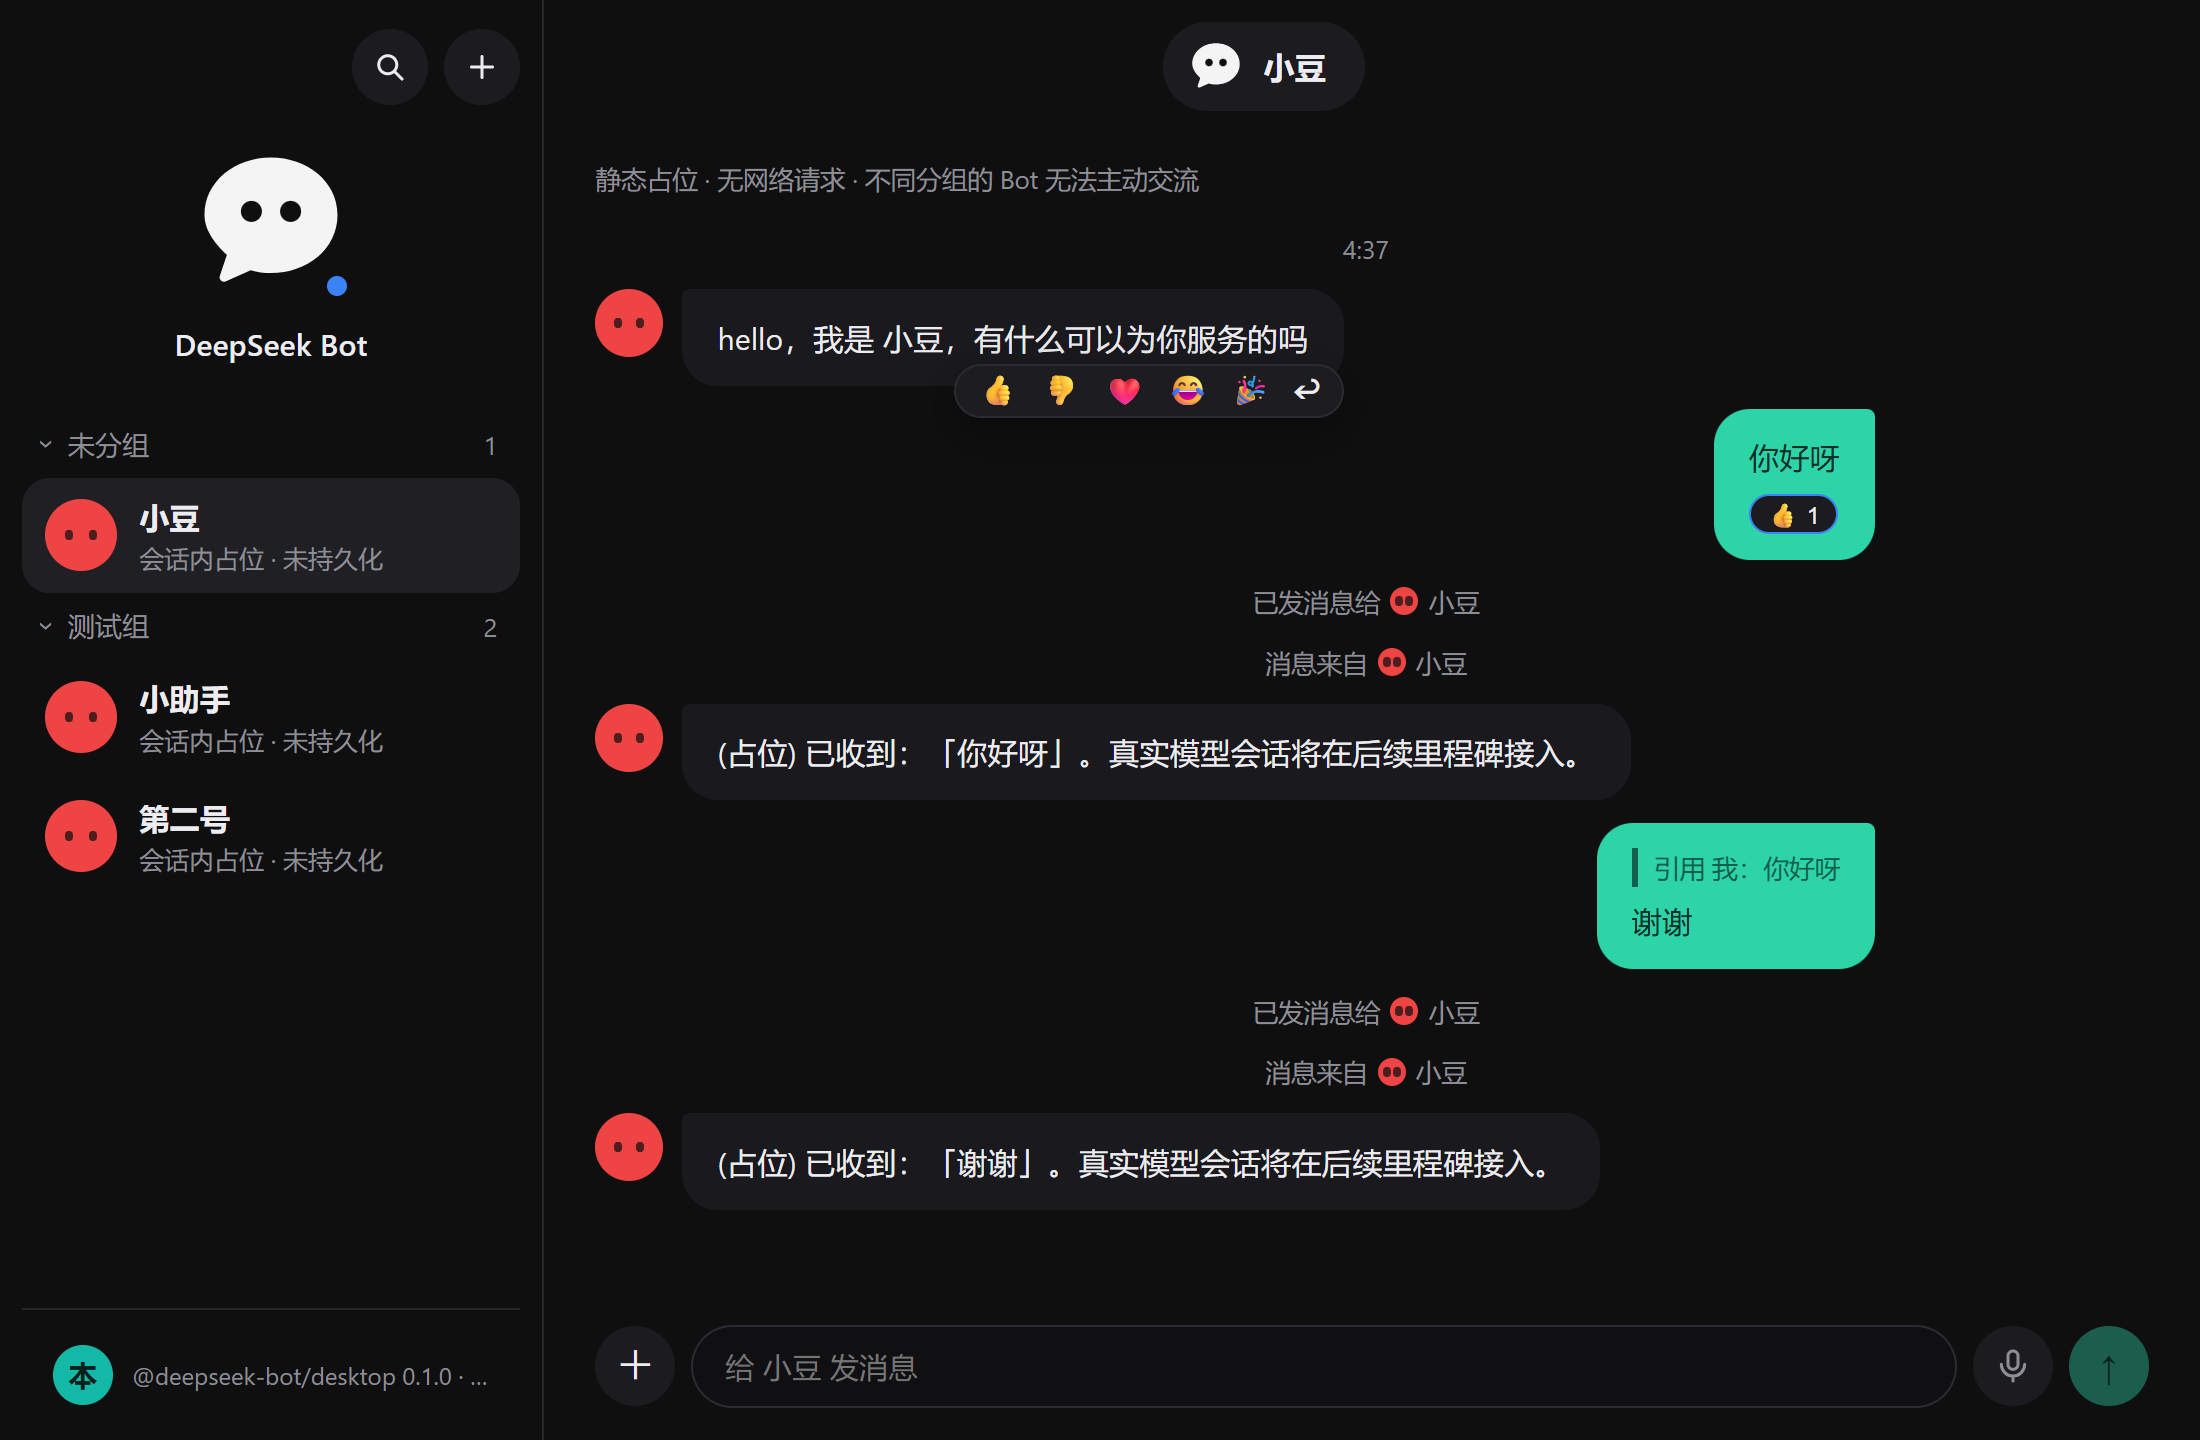 DeepSeek Bot
未分组 1
小豆
会话内占位 · 未持久化
测试组 2
小助手
会话内占位 · 未持久化
第二号
会话内占位 · 未持久化
本 @deepseek-bot/desktop 0.1.0 · ...
小豆
静态占位 · 无网络请求 · 不同分组的 Bot 无法主动交流
4:37
hello，我是 小豆，有什么可以为你服务的吗
👍 👎 ❤️ 😂 🎉 ↩
你好呀
👍 1
已发消息给 小豆
消息来自 小豆
(占位) 已收到：「你好呀」。真实模型会话将在后续里程碑接入。
引用 我：你好呀
谢谢
已发消息给 小豆
消息来自 小豆
(占位) 已收到：「谢谢」。真实模型会话将在后续里程碑接入。
给 小豆 发消息